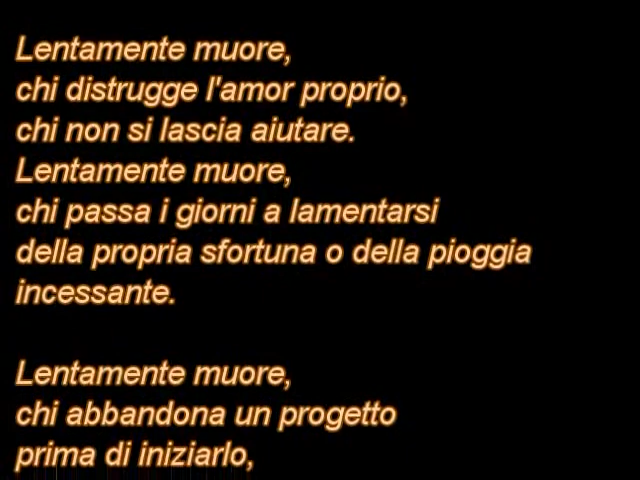 Lentamente muore,
chi distrugge l'amor proprio,
chi non si lascia aiutare.
Lentamente muore,
chi passa i giorni a lamentarsi
della propria sfortuna o della pioggia
incessante.
Lentamente muore,
chi abbandona un progetto
prima di iniziarlo,